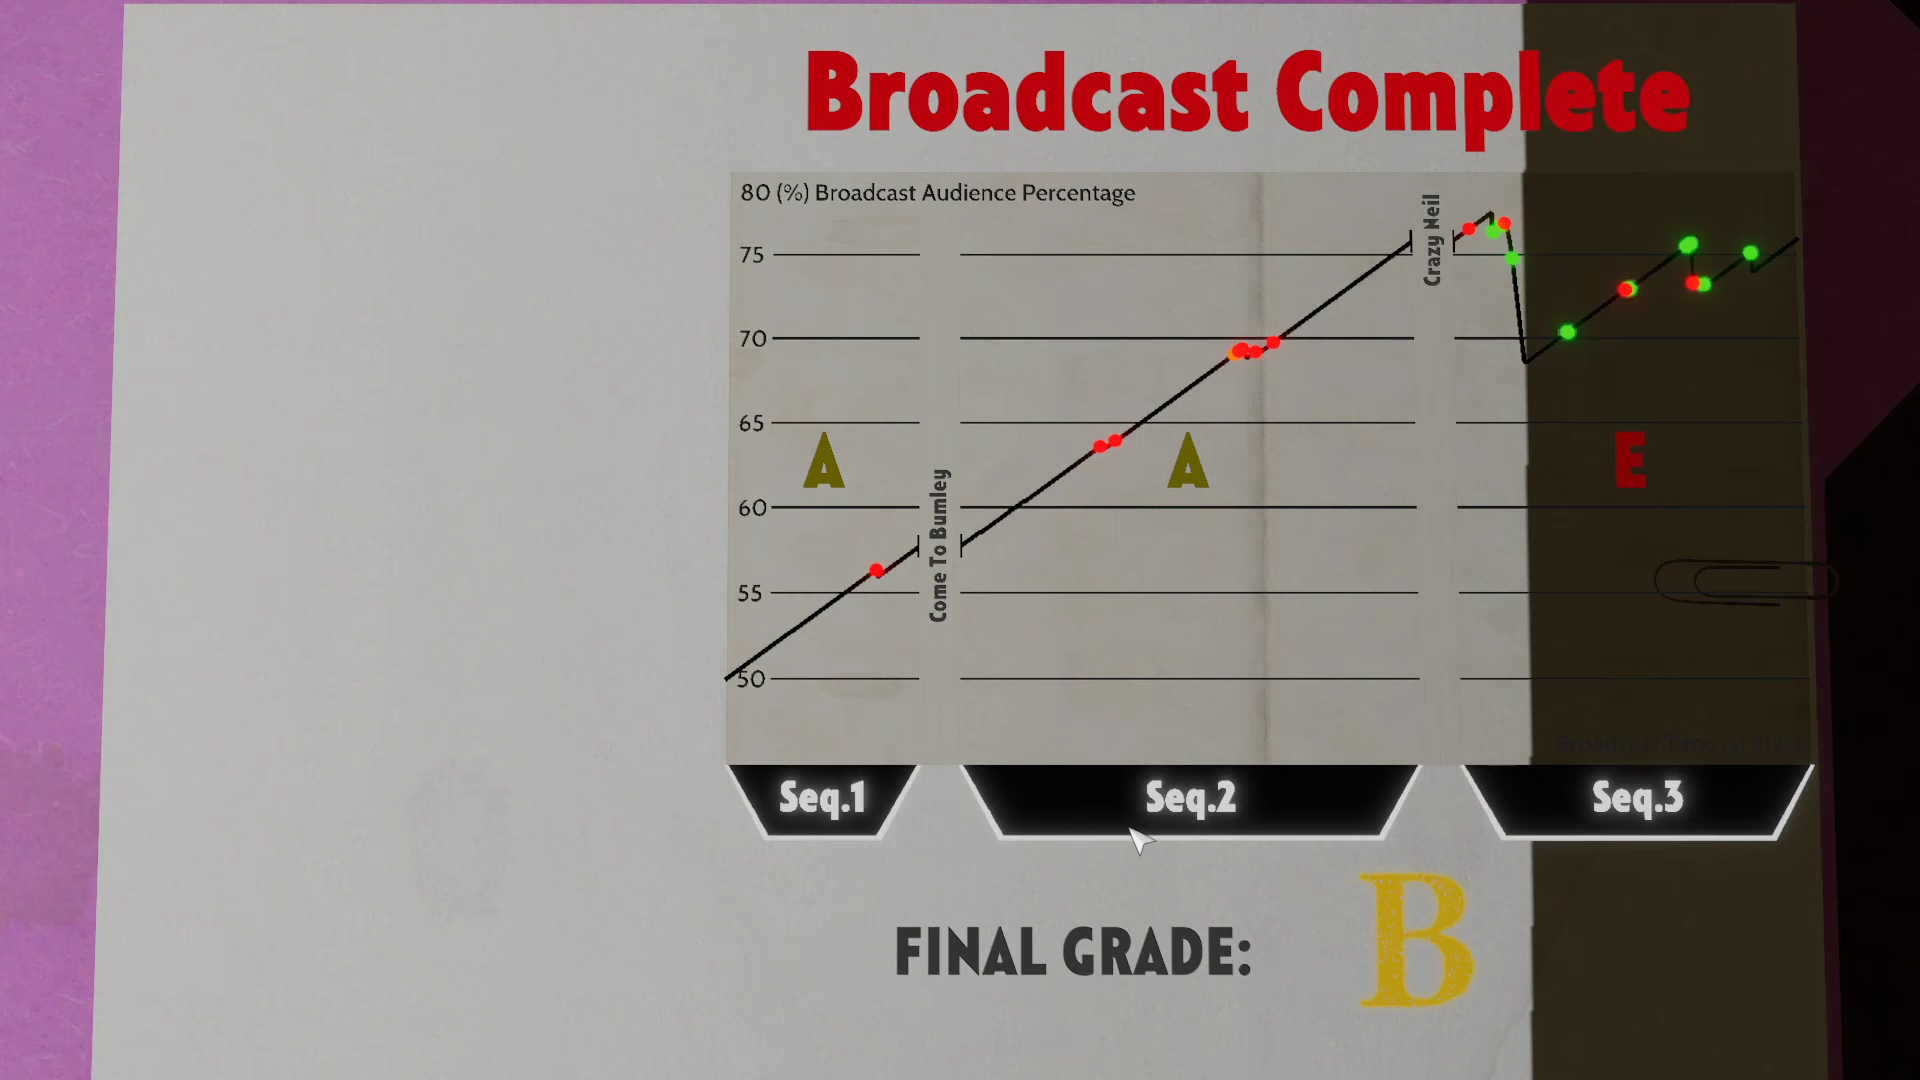 Broadcast Complete
80 (%) Broadcast Audience Percentage
75
70
65
60
55
50
Come To Bumley
Crazy Neil
A
A
E
Seq.1
Seq.2
Seq.3
FINAL GRADE:
B